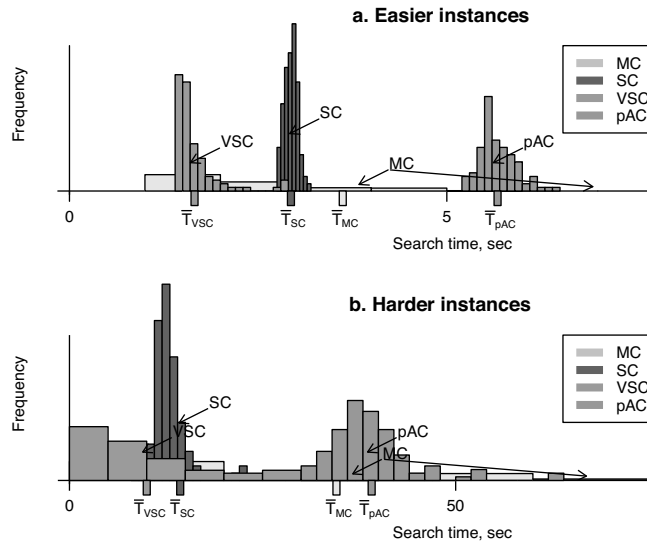 a. Easier instances
Frequency
MC
SC
VSC
pAC
VSC
SC
MC
pAC
0
5
T̅VSC
T̅SC
T̅MC
T̅pAC
Search time, sec
b. Harder instances
Frequency
MC
SC
VSC
pAC
SC
VSC
pAC
MC
0
50
T̅VSC
T̅SC
T̅MC
T̅pAC
Search time, sec